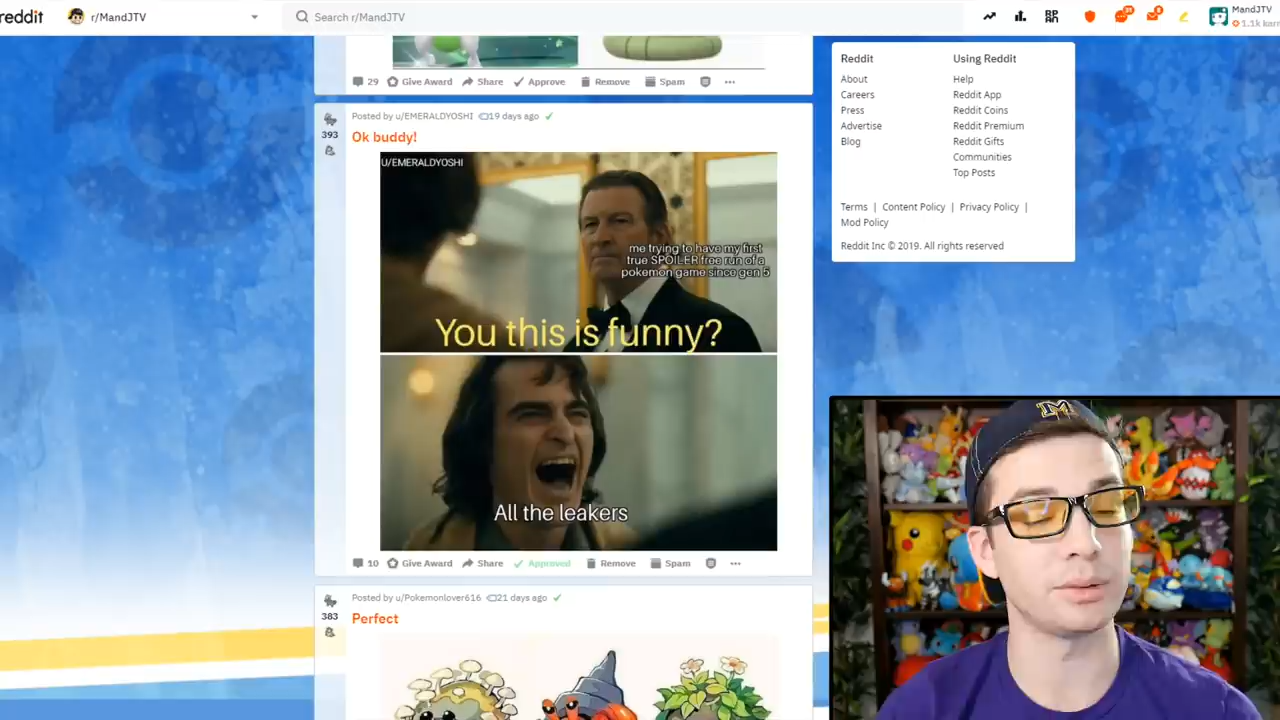 reddit
r/MandJTV
Search r/MandJTV
MandJTV
1.1k karm
29 Give Award Share Approve Remove Spam
Posted by u/EMERALDYOSHI 19 days ago
393
Ok buddy!
U/EMERALDYOSHI
me trying to have my first
true SPOILER free run of a
pokemon game since gen 5
You this is funny?
All the leakers
10 Give Award Share Approved Remove Spam
Posted by u/Pokemonlover616 21 days ago
383
Perfect
Reddit
Using Reddit
About
Help
Careers
Reddit App
Press
Reddit Coins
Advertise
Reddit Premium
Blog
Reddit Gifts
Communities
Top Posts
Terms | Content Policy | Privacy Policy |
Mod Policy
Reddit Inc © 2019. All rights reserved
M